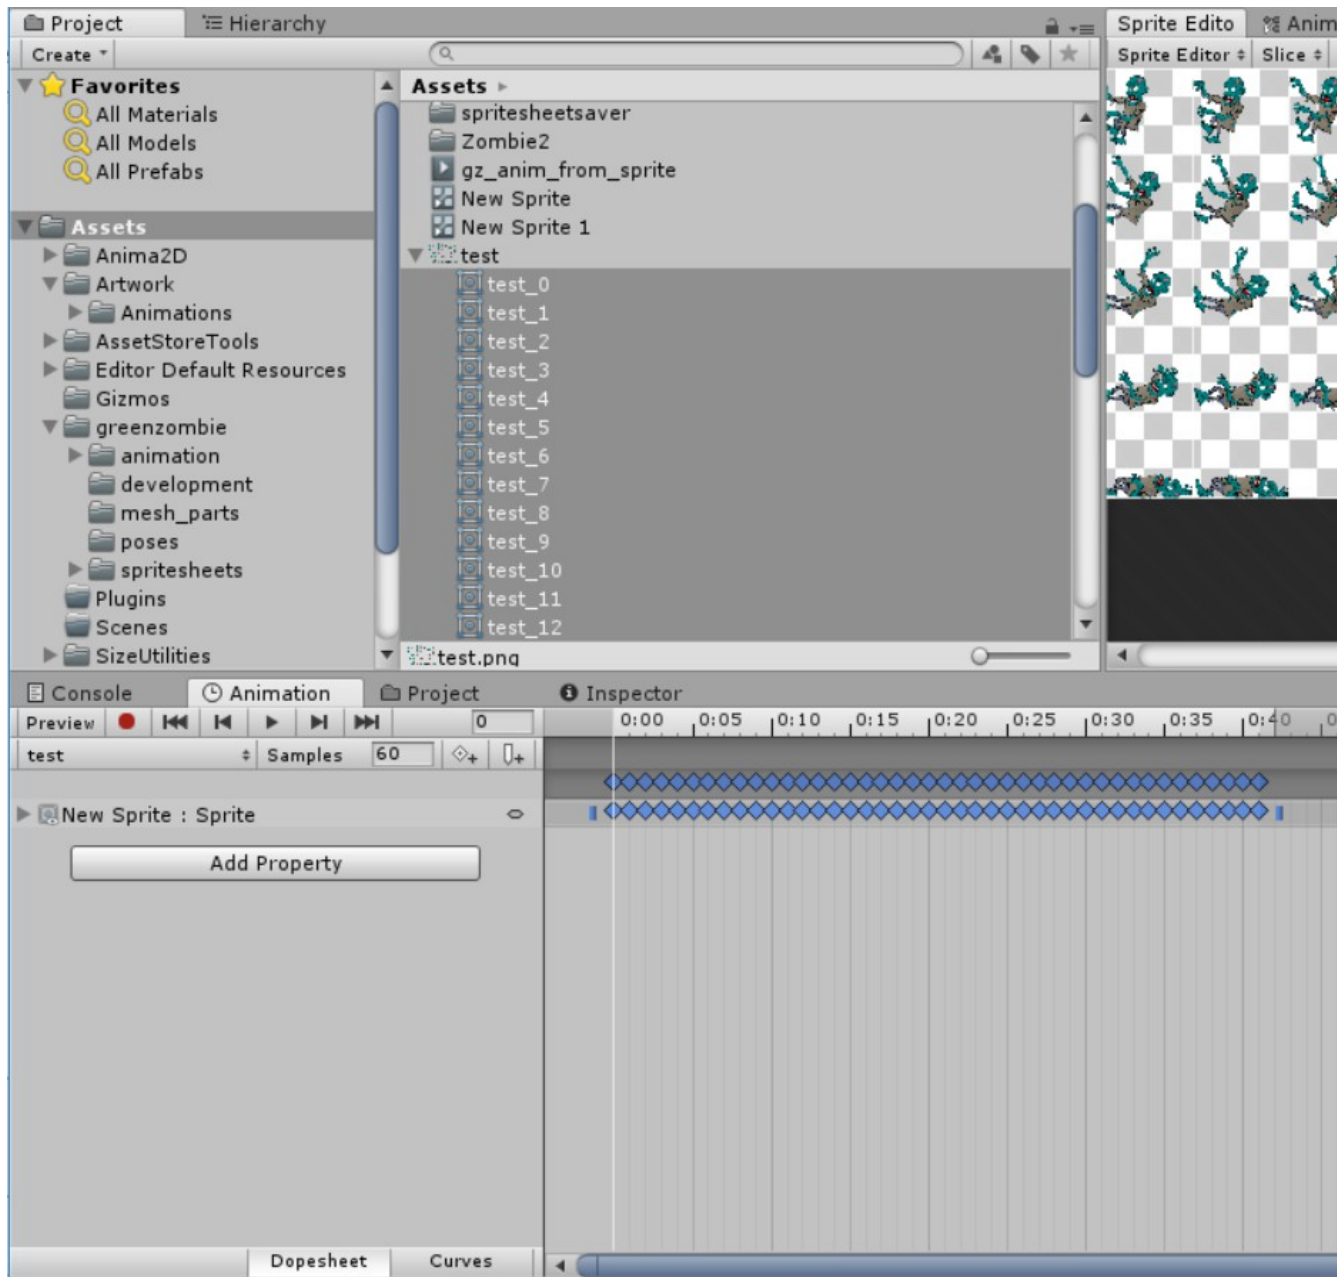 Project
Hierarchy
Create
Favorites
All Materials
All Models
All Prefabs
Assets
Anima2D
Artwork
Animations
AssetStoreTools
Editor Default Resources
Gizmos
greenzombie
animation
development
mesh_parts
poses
spritesheets
Plugins
Scenes
SizeUtilities
Assets
spritesheetsaver
Zombie2
gz_anim_from_sprite
New Sprite
New Sprite 1
test
test_0
test_1
test_2
test_3
test_4
test_5
test_6
test_7
test_8
test_9
test_10
test_11
test_12
test.png
Sprite Edito Anim
Sprite Editor Slice
Console Animation Project Inspector
Preview 0 0:00 0:05 0:10 0:15 0:20 0:25 0:30 0:35 0:40 0
test Samples 60
New Sprite : Sprite
Add Property
Dopesheet Curves